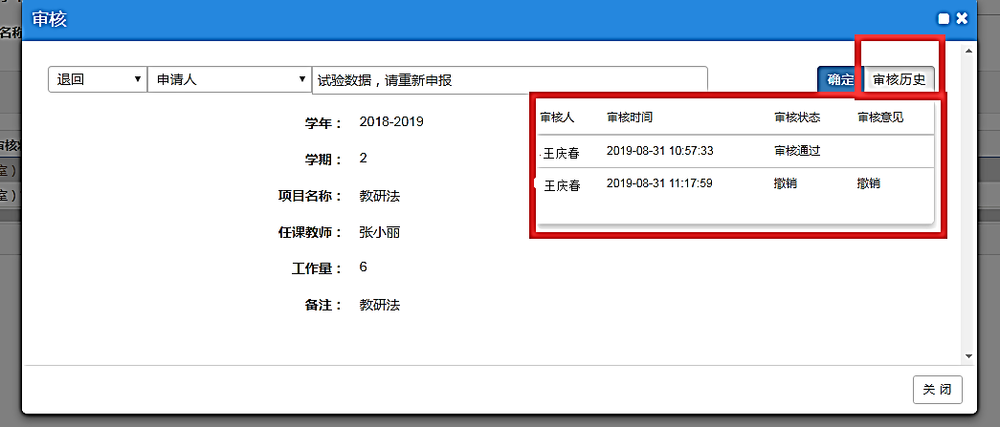 审核
名称
退回 申请人 试验数据，请重新申报 确定 审核历史
审核人 审核时间 审核状态 审核意见
王庆春 2019-08-31 10:57:33 审核通过
王庆春 2019-08-31 11:17:59 撤销 撤销
学年： 2018-2019
学期： 2
项目名称： 教研法
任课教师： 张小丽
工作量： 6
备注： 教研法
室）
室）
关 闭